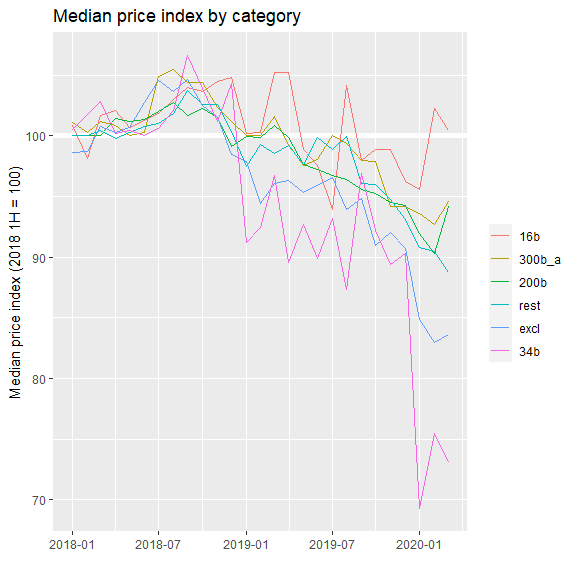 Median price index by category
Median price index (2018 1H = 100)
100
90
80
70
2018-01
2018-07
2019-01
2019-07
2020-01
16b
300b_a
200b
rest
excl
34b